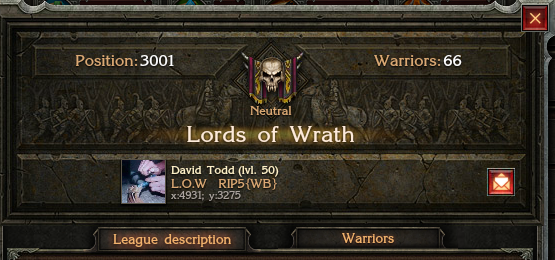 Position: 3001
Warriors: 66
Neutral
Lords of Wrath
David Todd (lvl. 50)
L.O.W RIP5{WB}
x:4931; y:3275
League description
Warriors